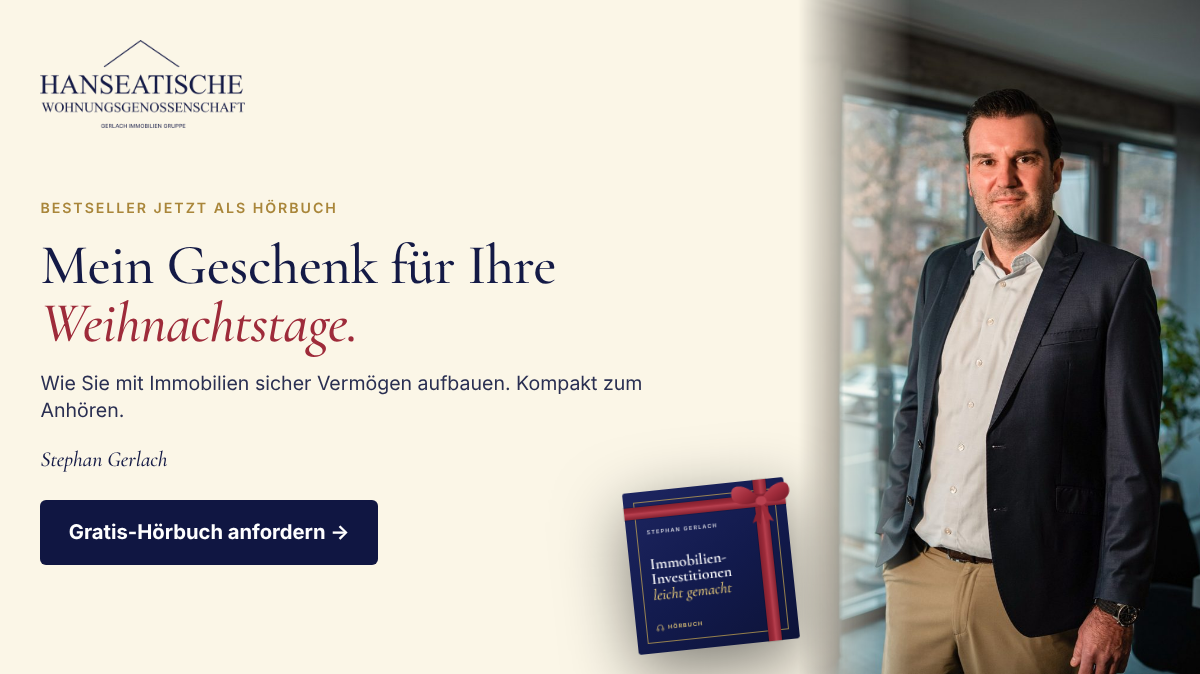 HANSEATISCHE
WOHNUNGSGENOSSENSCHAFT
GERLACH IMMOBILIEN GRUPPE
BESTSELLER JETZT ALS HÖRBUCH
Mein Geschenk für Ihre
Weihnachtstage.
Wie Sie mit Immobilien sicher Vermögen aufbauen. Kompakt zum
Anhören.
Stephan Gerlach
Gratis-Hörbuch anfordern →
STEPHAN GERLACH
Immobilien-
Investitionen
leicht gemacht
HÖRBUCH